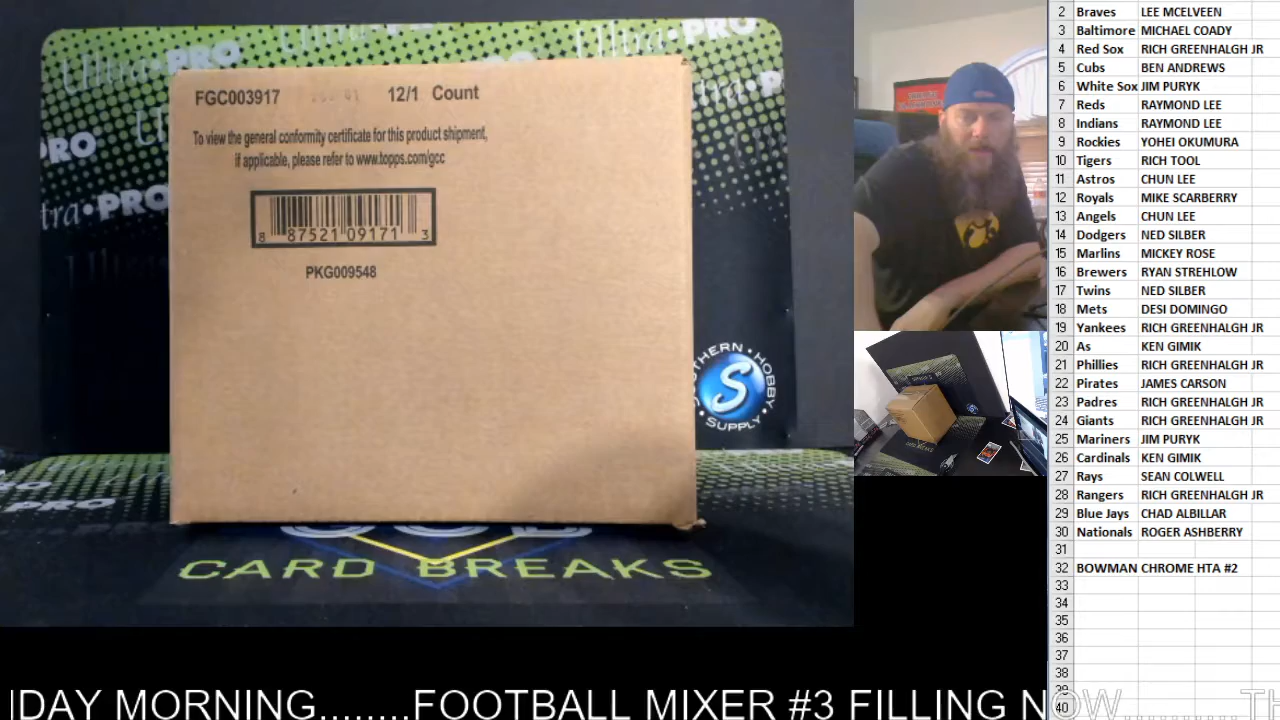 Ultra•PRO
FGC003917
12/1 Count
To view the general conformity certificate for this product shipment,
if applicable, please refer to www.topps.com/gcc
8 87521 09171 3
PKG009548
SOUTHERN • HOBBY • SUPPLY
S
CARD BREAKS
2 Braves LEE MCELVEEN
3 Baltimore MICHAEL COADY
4 Red Sox RICH GREENHALGH JR
5 Cubs BEN ANDREWS
6 White Sox JIM PURYK
7 Reds RAYMOND LEE
8 Indians RAYMOND LEE
9 Rockies YOHEI OKUMURA
10 Tigers RICH TOOL
11 Astros CHUN LEE
12 Royals MIKE SCARBERRY
13 Angels CHUN LEE
14 Dodgers NED SILBER
15 Marlins MICKEY ROSE
16 Brewers RYAN STREHLOW
17 Twins NED SILBER
18 Mets DESI DOMINGO
19 Yankees RICH GREENHALGH JR
20 As KEN GIMIK
21 Phillies RICH GREENHALGH JR
22 Pirates JAMES CARSON
23 Padres RICH GREENHALGH JR
24 Giants RICH GREENHALGH JR
25 Mariners JIM PURYK
26 Cardinals KEN GIMIK
27 Rays SEAN COLWELL
28 Rangers RICH GREENHALGH JR
29 Blue Jays CHAD ALBILLAR
30 Nationals ROGER ASHBERRY
31
32 BOWMAN CHROME HTA #2
33
34
35
36
37
38
39
40
IDAY MORNING........FOOTBALL MIXER #3 FILLING NOW..........TH